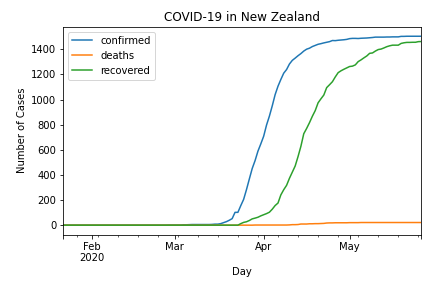 COVID-19 in New Zealand
confirmed
deaths
recovered
Number of Cases
1400
1200
1000
800
600
400
200
0
Feb
2020
Mar
Apr
May
Day